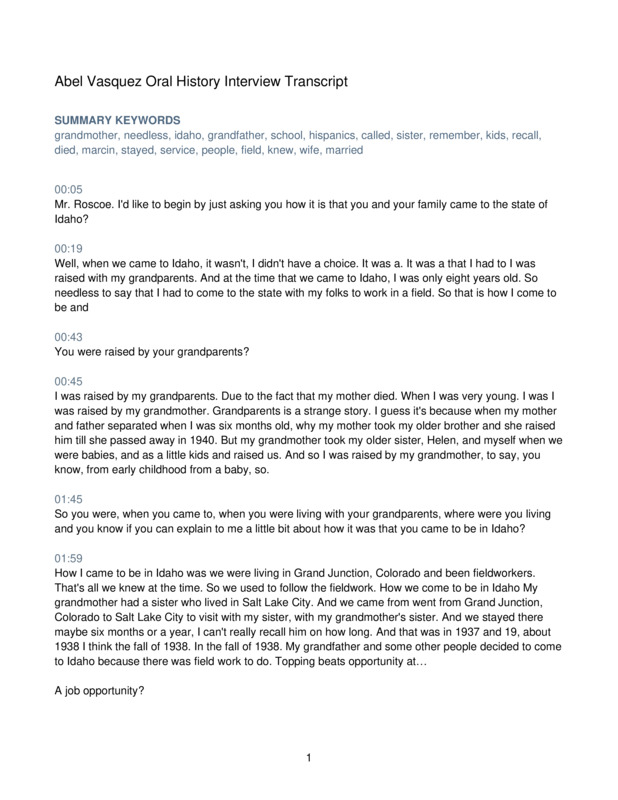 Abel Vasquez Oral History Interview Transcript
SUMMARY KEYWORDS
grandmother, needless, idaho, grandfather, school, hispanics, called, sister, remember, kids, recall,
died, marcin, stayed, service, people, field, knew, wife, married
00:05
Mr. Roscoe. I'd like to begin by just asking you how it is that you and your family came to the state of
Idaho?
00:19
Well, when we came to Idaho, it wasn't, I didn't have a choice. It was a. It was a that I had to I was
raised with my grandparents. And at the time that we came to Idaho, I was only eight years old. So
needless to say that I had to come to the state with my folks to work in a field. So that is how I come to
be and
00:43
You were raised by your grandparents?
00:45
I was raised by my grandparents. Due to the fact that my mother died. When I was very young. I was I
was raised by my grandmother. Grandparents is a strange story. I guess it's because when my mother
and father separated when I was six months old, why my mother took my older brother and she raised
him till she passed away in 1940. But my grandmother took my older sister, Helen, and myself when we
were babies, and as a little kids and raised us. And so I was raised by my grandmother, to say, you
know, from early childhood from a baby, so.
01:45
So you were, when you came to, when you were living with your grandparents, where were you living
and you know if you can explain to me a little bit about how it was that you came to be in Idaho?
01:59
How I came to be in Idaho was we were living in Grand Junction, Colorado and been fieldworkers.
That's all we knew at the time. So we used to follow the fieldwork. How we come to be in Idaho My
grandmother had a sister who lived in Salt Lake City. And we came from went from Grand Junction,
Colorado to Salt Lake City to visit with my sister, with my grandmother's sister. And we stayed there
maybe six months or a year, I can't really recall him on how long. And that was in 1937 and 19, about
1938 I think the fall of 1938. In the fall of 1938. My grandfather and some other people decided to come
to Idaho because there was field work to do. Topping beats opportunity at…
A job opportunity?
1